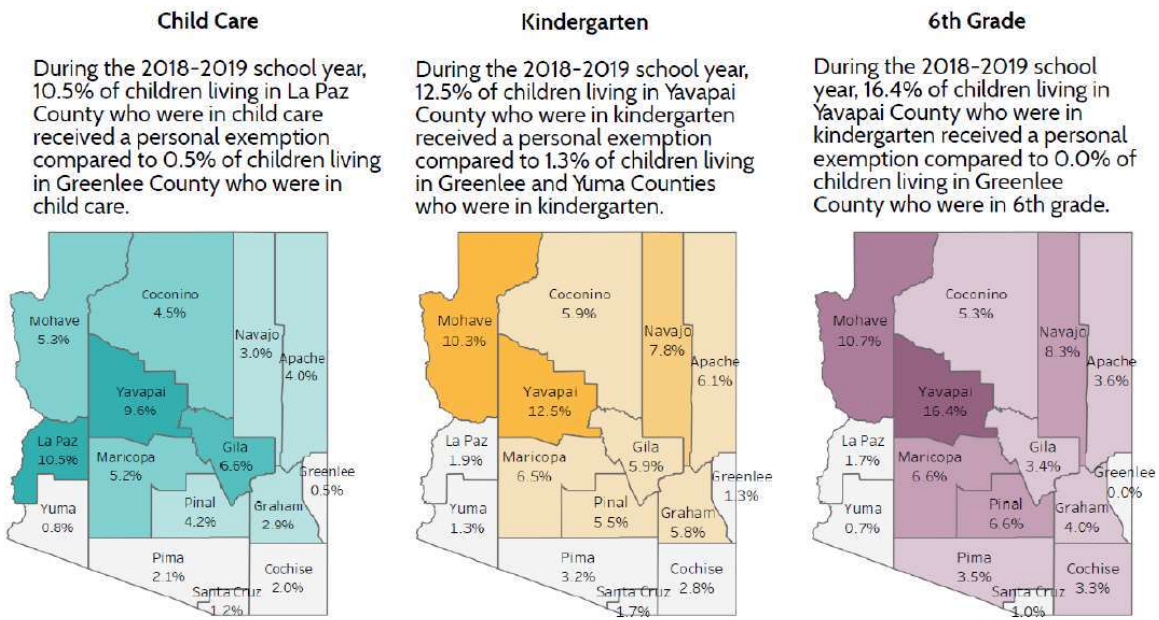 Child Care
During the 2018-2019 school year,
10.5% of children living in La Paz
County who were in child care
received a personal exemption
compared to 0.5% of children living
in Greenlee County who were in
child care.
Coconino
4.5%
Mohave
5.3%
Navajo
3.0%
Apache
4.0%
Yavapai
9.6%
La Paz
10.5%
Maricopa
5.2%
Gila
6.6%
Greenlee
0.5%
Yuma
0.8%
Pinal
4.2%
Graham
2.9%
Pima
2.1%
Cochise
2.0%
Santa Cruz
1.2%
Kindergarten
During the 2018-2019 school year,
12.5% of children living in Yavapai
County who were in kindergarten
received a personal exemption
compared to 1.3% of children living
in Greenlee and Yuma Counties
who were in kindergarten.
Coconino
5.9%
Mohave
10.3%
Navajo
7.8%
Apache
6.1%
Yavapai
12.5%
La Paz
1.9%
Maricopa
6.5%
Gila
5.9%
Greenlee
1.3%
Yuma
1.3%
Pinal
5.5%
Graham
5.8%
Pima
3.2%
Cochise
2.8%
Santa Cruz
1.7%
6th Grade
During the 2018-2019 school
year, 16.4% of children living in
Yavapai County who were in
kindergarten received a personal
exemption compared to 0.0% of
children living in Greenlee
County who were in 6th grade.
Coconino
5.3%
Mohave
10.7%
Navajo
8.3%
Apache
3.6%
Yavapai
16.4%
La Paz
1.7%
Maricopa
6.6%
Gila
3.4%
Greenlee
0.0%
Yuma
0.7%
Pinal
6.6%
Graham
4.0%
Pima
3.5%
Cochise
3.3%
Santa Cruz
1.0%